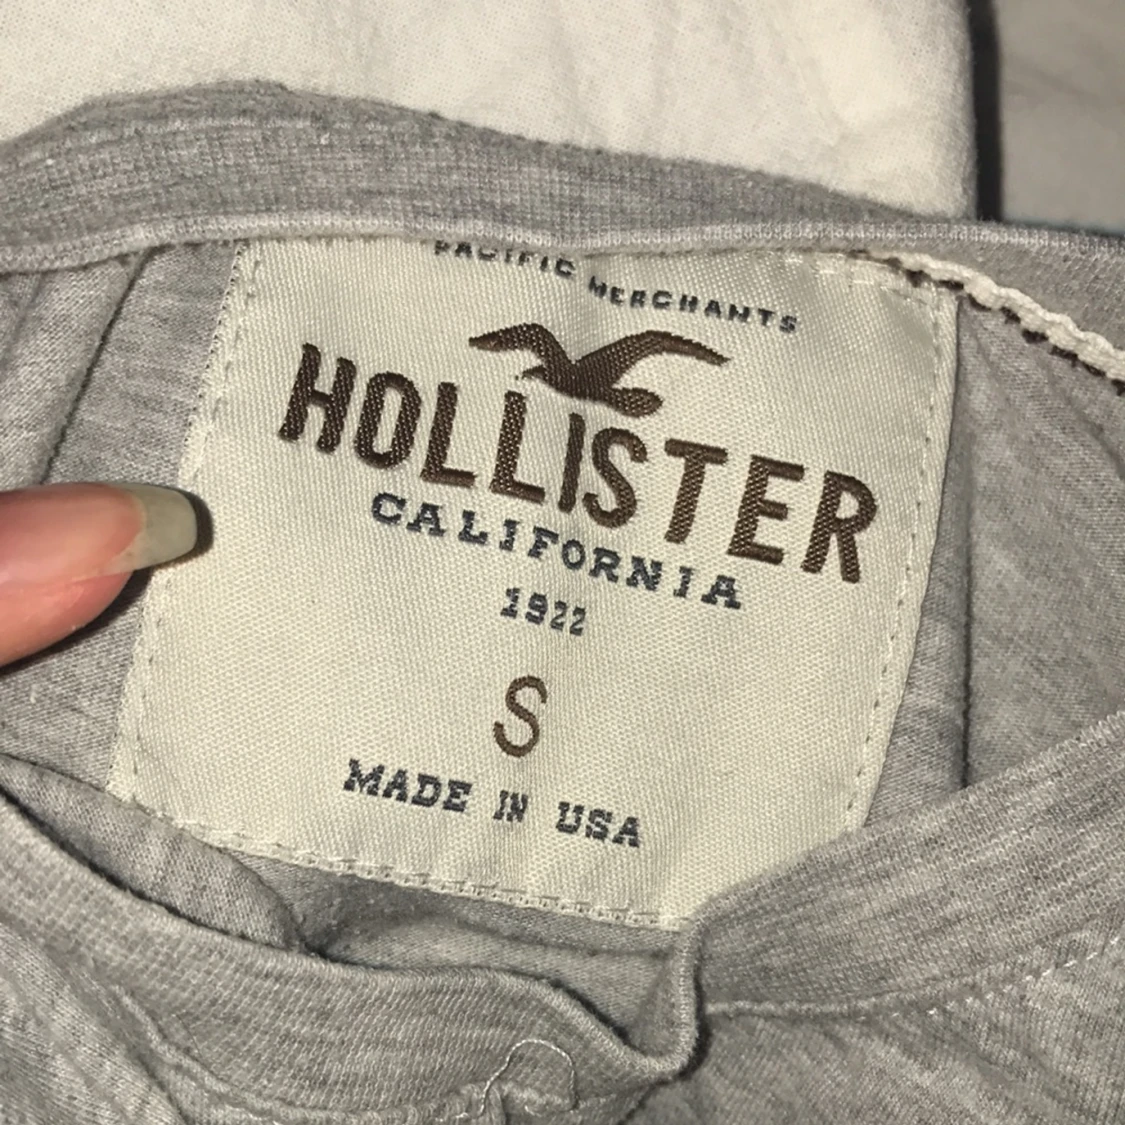 PACIFIC MERCHANTS
HOLLISTER
CALIFORNIA
1922
S
MADE IN USA